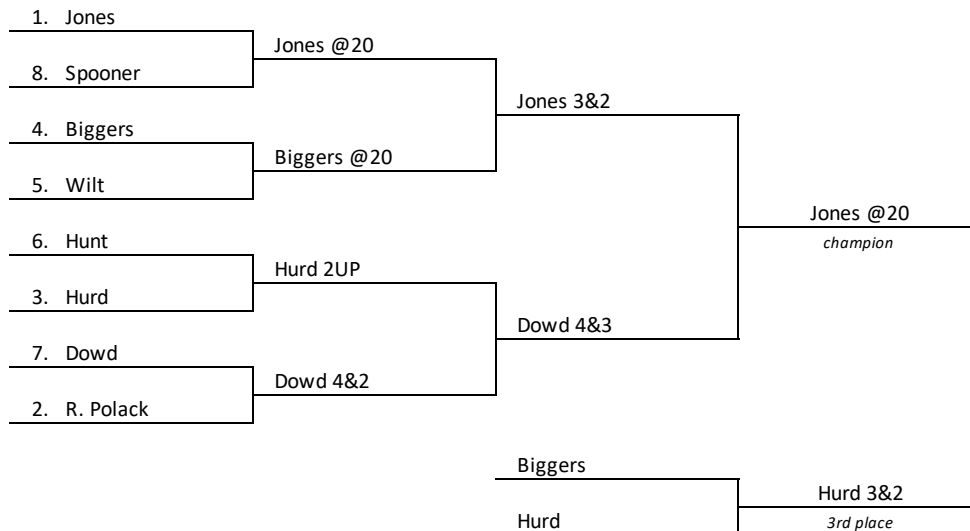 1. Jones
Jones @20
8. Spooner
Jones 3&2
4. Biggers
Biggers @20
5. Wilt
Jones @20
champion
6. Hunt
Hurd 2UP
3. Hurd
Dowd 4&3
7. Dowd
Dowd 4&2
2. R. Polack
Biggers
Hurd 3&2
3rd place
Hurd